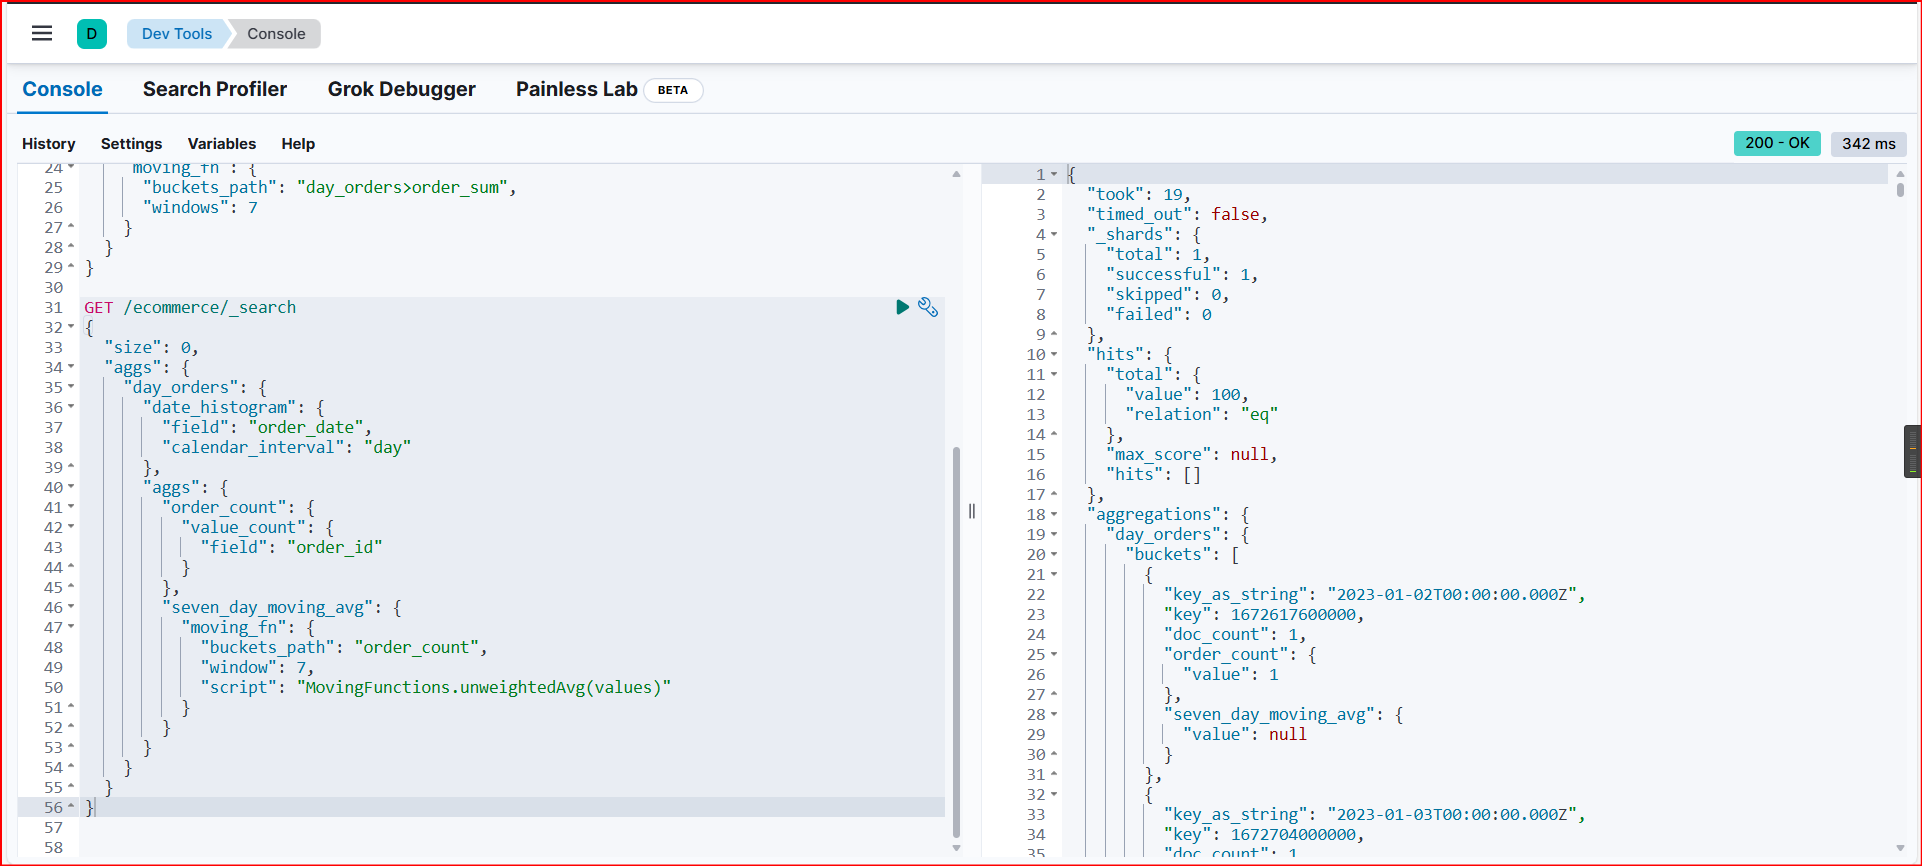 D Dev Tools Console
Console Search Profiler Grok Debugger Painless Lab BETA
History Settings Variables Help 200 - OK 342 ms
24 moving_fn : {
25 "buckets_path": "day_orders>order_sum",
26 "windows": 7
27 }
28 }
29 }
30
31 GET /ecommerce/_search
32 {
33 "size": 0,
34 "aggs": {
35 "day_orders": {
36 "date_histogram": {
37 "field": "order_date",
38 "calendar_interval": "day"
39 },
40 "aggs": {
41 "order_count": {
42 "value_count": {
43 "field": "order_id"
44 }
45 },
46 "seven_day_moving_avg": {
47 "moving_fn": {
48 "buckets_path": "order_count",
49 "window": 7,
50 "script": "MovingFunctions.unweightedAvg(values)"
51 }
52 }
53 }
54 }
55 }
56 }
57
58
1 {
2 "took": 19,
3 "timed_out": false,
4 "_shards": {
5 "total": 1,
6 "successful": 1,
7 "skipped": 0,
8 "failed": 0
9 },
10 "hits": {
11 "total": {
12 "value": 100,
13 "relation": "eq"
14 },
15 "max_score": null,
16 "hits": []
17 },
18 "aggregations": {
19 "day_orders": {
20 "buckets": [
21 {
22 "key_as_string": "2023-01-02T00:00:00.000Z",
23 "key": 1672617600000,
24 "doc_count": 1,
25 "order_count": {
26 "value": 1
27 },
28 "seven_day_moving_avg": {
29 "value": null
30 }
31 },
32 {
33 "key_as_string": "2023-01-03T00:00:00.000Z",
34 "key": 1672704000000,
35 "doc_count": 1,